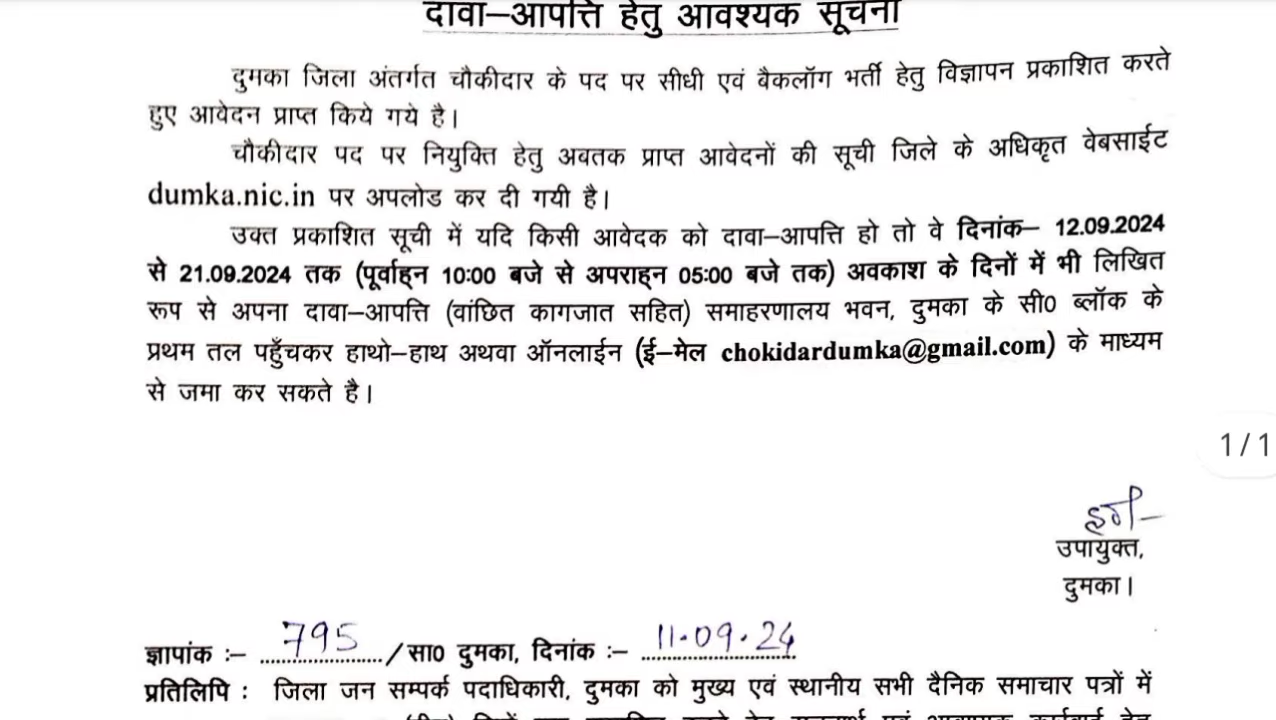 दावा–आपत्ति हेतु आवश्यक सूचना
दुमका जिला अंतर्गत चौकीदार के पद पर सीधी एवं बैकलॉग भर्ती हेतु विज्ञापन प्रकाशित करते
हुए आवेदन प्राप्त किये गये है।
चौकीदार पद पर नियुक्ति हेतु अबतक प्राप्त आवेदनों की सूची जिले के अधिकृत वेबसाईट
dumka.nic.in पर अपलोड कर दी गयी है।
उक्त प्रकाशित सूची में यदि किसी आवेदक को दावा–आपत्ति हो तो वे दिनांक– 12.09.2024
से 21.09.2024 तक (पूर्वाह्न 10:00 बजे से अपराह्न 05:00 बजे तक) अवकाश के दिनों में भी लिखित
रूप से अपना दावा–आपत्ति (वांछित कागजात सहित) समाहरणालय भवन, दुमका के सी0 ब्लॉक के
प्रथम तल पहुँचकर हाथो–हाथ अथवा ऑनलाईन (ई–मेल chokidardumka@gmail.com) के माध्यम
से जमा कर सकते है।
1 / 1
उपायुक्त,
दुमका।
ज्ञापांक :– 795 /सा0 दुमका, दिनांक :– 11.09.24
प्रतिलिपि : जिला जन सम्पर्क पदाधिकारी, दुमका को मुख्य एवं स्थानीय सभी दैनिक समाचार पत्रों में